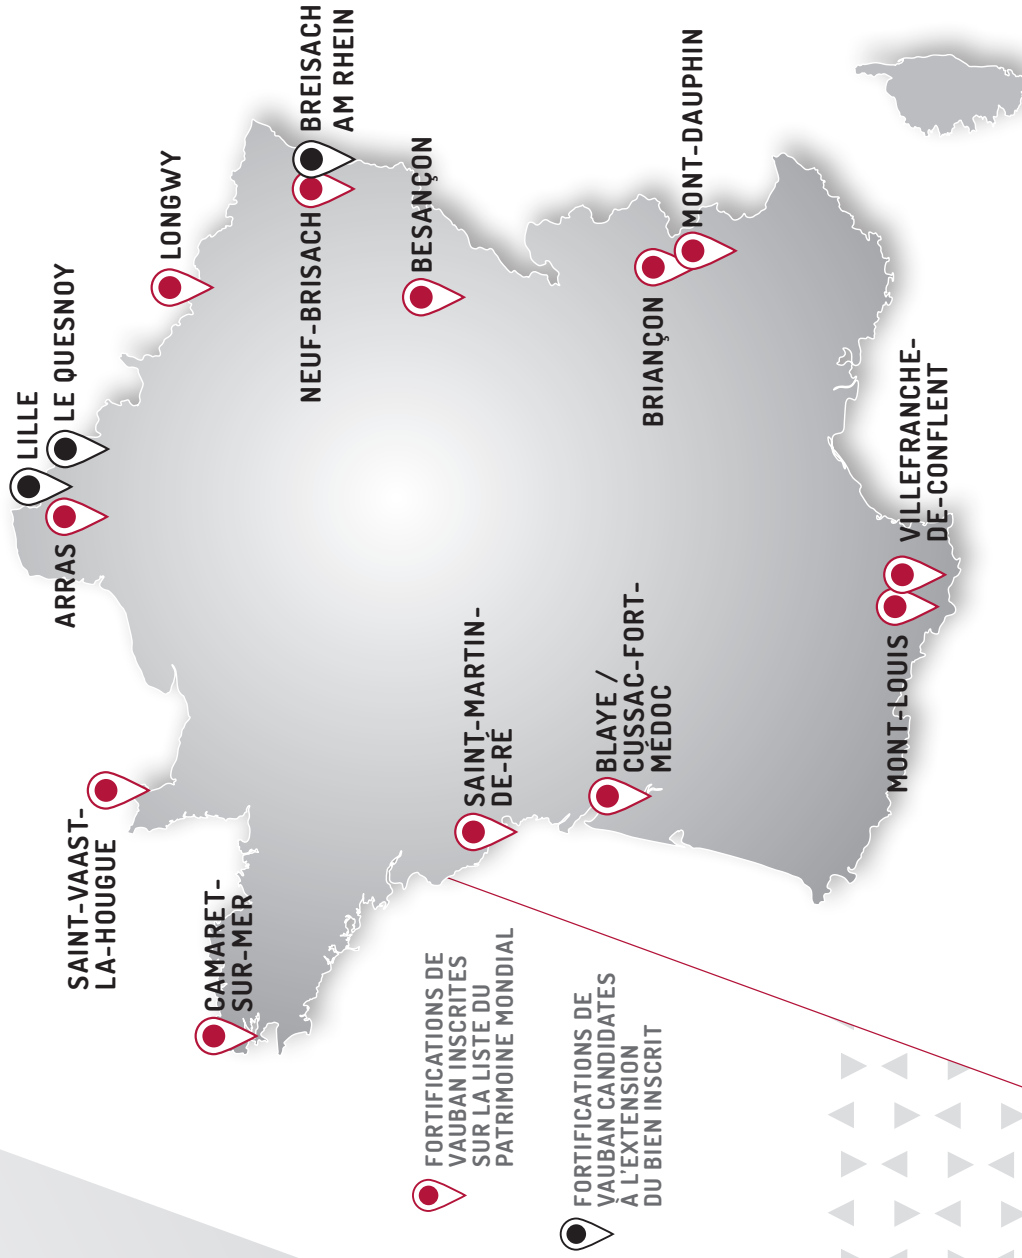 LILLE
LE QUESNOY
ARRAS
LONGWY
SAINT-VAAST-
LA-HOUGUE
CAMARET-
SUR-MER
NEUF-BRISACH
BREISACH
AM RHEIN
BESANÇON
SAINT-MARTIN-
DE-RÉ
BLAYE /
CUSSAC-FORT-
MÉDOC
BRIANÇON
MONT-DAUPHIN
MONT-LOUIS
VILLEFRANCHE-
DE-CONFLENT
FORTIFICATIONS DE
VAUBAN INSCRITES
SUR LA LISTE DU
PATRIMOINE MONDIAL
FORTIFICATIONS DE
VAUBAN CANDIDATES
À L'EXTENSION
DU BIEN INSCRIT